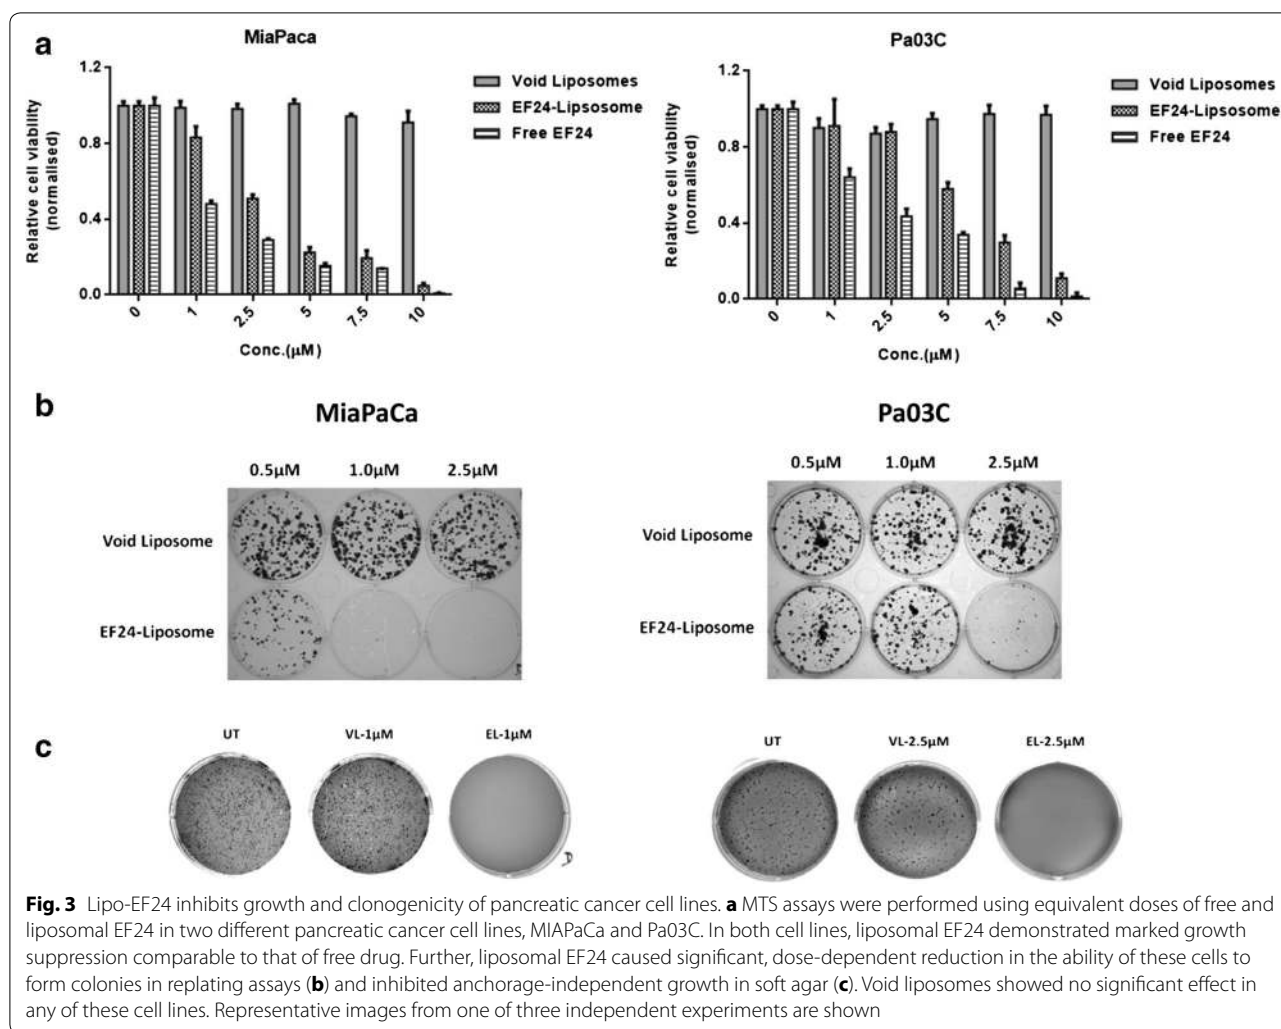 a
MiaPaca
Relative cell viability
(normalised)
1.2
0.8
0.4
0.0
0 1 2.5 5 7.5 10
Conc.(μM)
Void Liposomes
EF24-Lipsosome
Free EF24
Pa03C
Relative cell viability
(normalised)
1.2
0.8
0.4
0.0
0 1 2.5 5 7.5 10
Conc.(μM)
Void Liposomes
EF24-Lipsosome
Free EF24
b
MiaPaCa
0.5μM 1.0μM 2.5μM
Void Liposome
EF24-Liposome
Pa03C
0.5μM 1.0μM 2.5μM
Void Liposome
EF24-Liposome
c
UT VL-1μM EL-1μM
UT VL-2.5μM EL-2.5μM
Fig. 3 Lipo-EF24 inhibits growth and clonogenicity of pancreatic cancer cell lines. a MTS assays were performed using equivalent doses of free and
liposomal EF24 in two different pancreatic cancer cell lines, MIAPaCa and Pa03C. In both cell lines, liposomal EF24 demonstrated marked growth
suppression comparable to that of free drug. Further, liposomal EF24 caused significant, dose-dependent reduction in the ability of these cells to
form colonies in replating assays (b) and inhibited anchorage-independent growth in soft agar (c). Void liposomes showed no significant effect in
any of these cell lines. Representative images from one of three independent experiments are shown